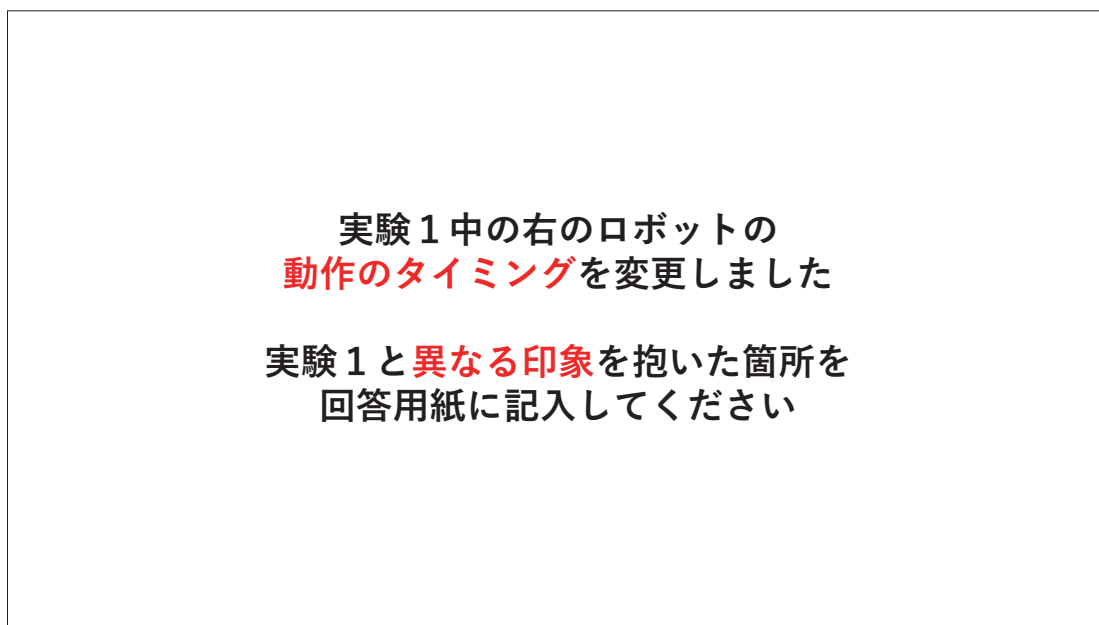 実験１中の右のロボットの
動作のタイミングを変更しました
実験１と異なる印象を抱いた箇所を
回答用紙に記入してください